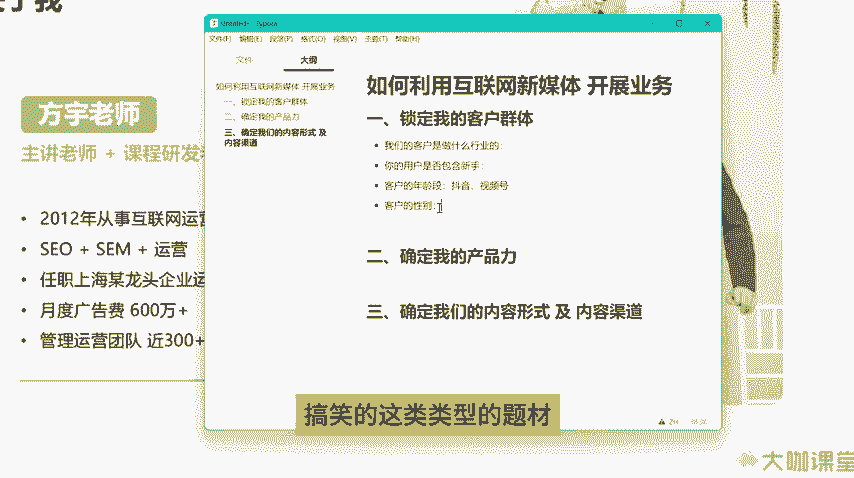 于我
Typora
文件(F) 编辑(E) 段落(P) 格式(O) 视图(V) 主题(T) 帮助(H)
文件 大纲
如何利用互联网新媒体 开展业务
一、锁定我的客户群体
二、确定我的产品力
三、确定我们的内容形式 及
内容渠道
如何利用互联网新媒体 开展业务
一、锁定我的客户群体
• 我们的客户是做什么行业的：
• 你的用户是否包含新手：
• 客户的年龄段：抖音、视频号
• 客户的性别：
二、确定我的产品力
三、确定我们的内容形式 及 内容渠道
方宇老师
主讲老师 + 课程研发
• 2012年从事互联网运
• SEO + SEM + 运营
• 任职上海某龙头企业运
• 月度广告费 600万+
• 管理运营团队 近300+
搞笑的这类类型的题材
大咖课堂